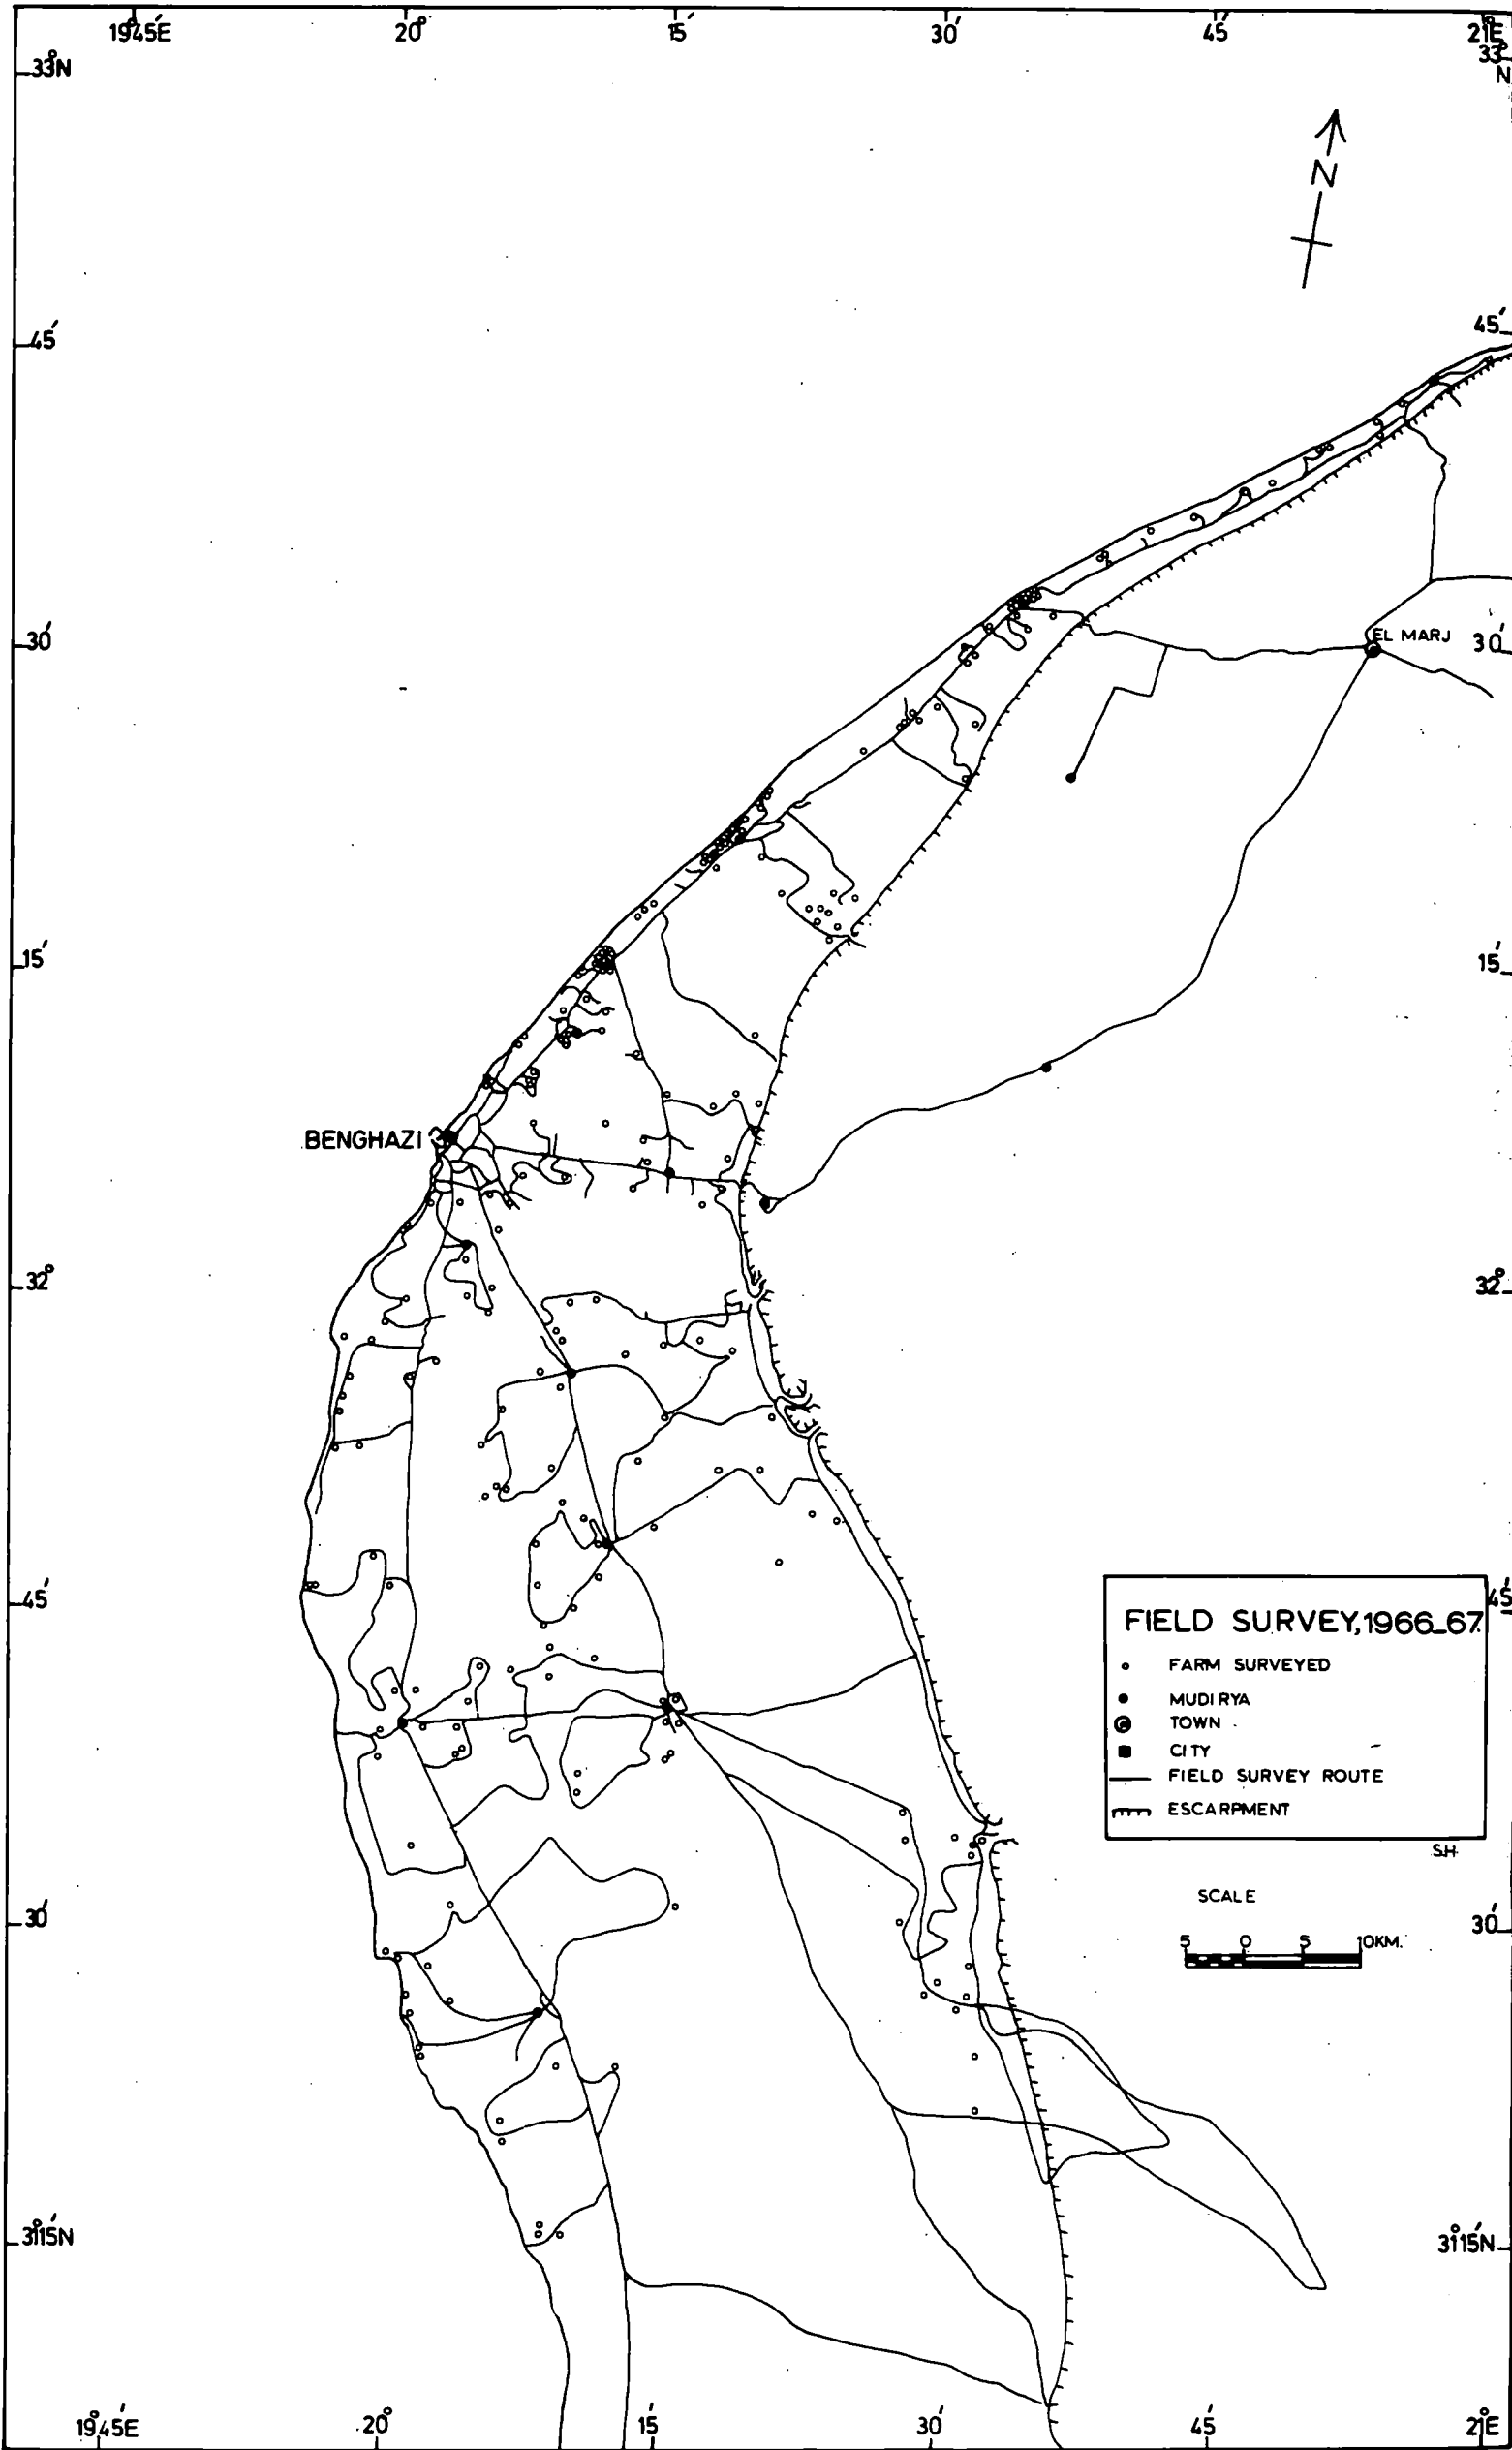 19°45′E 20° 15′ 30′ 45′ 21°E
33°N 33°
N
N
45′ 45′
30′ EL MARJ 30′
15′ 15′
BENGHAZI
32° 32°
45′ 45′
FIELD SURVEY, 1966-67.
FARM SURVEYED
MUDIRYA
TOWN
CITY
FIELD SURVEY ROUTE
ESCARPMENT
S.H.
SCALE
30′ 30′
5 0 5 10KM.
31°15′N 31°15′N
19°45′E 20° 15′ 30′ 45′ 21°E